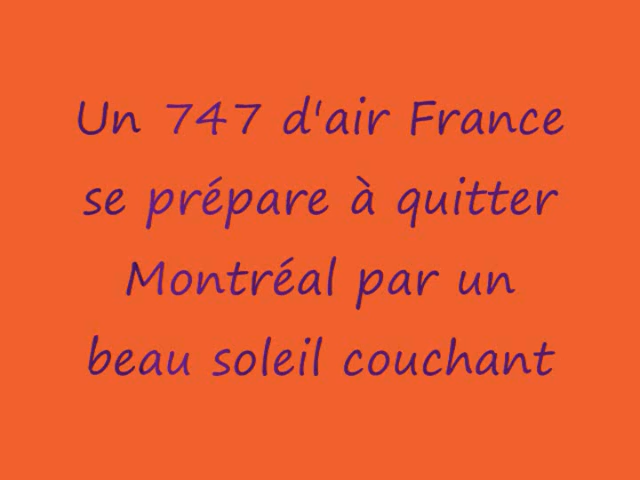 Un 747 d'air France
se prépare à quitter
Montréal par un
beau soleil couchant